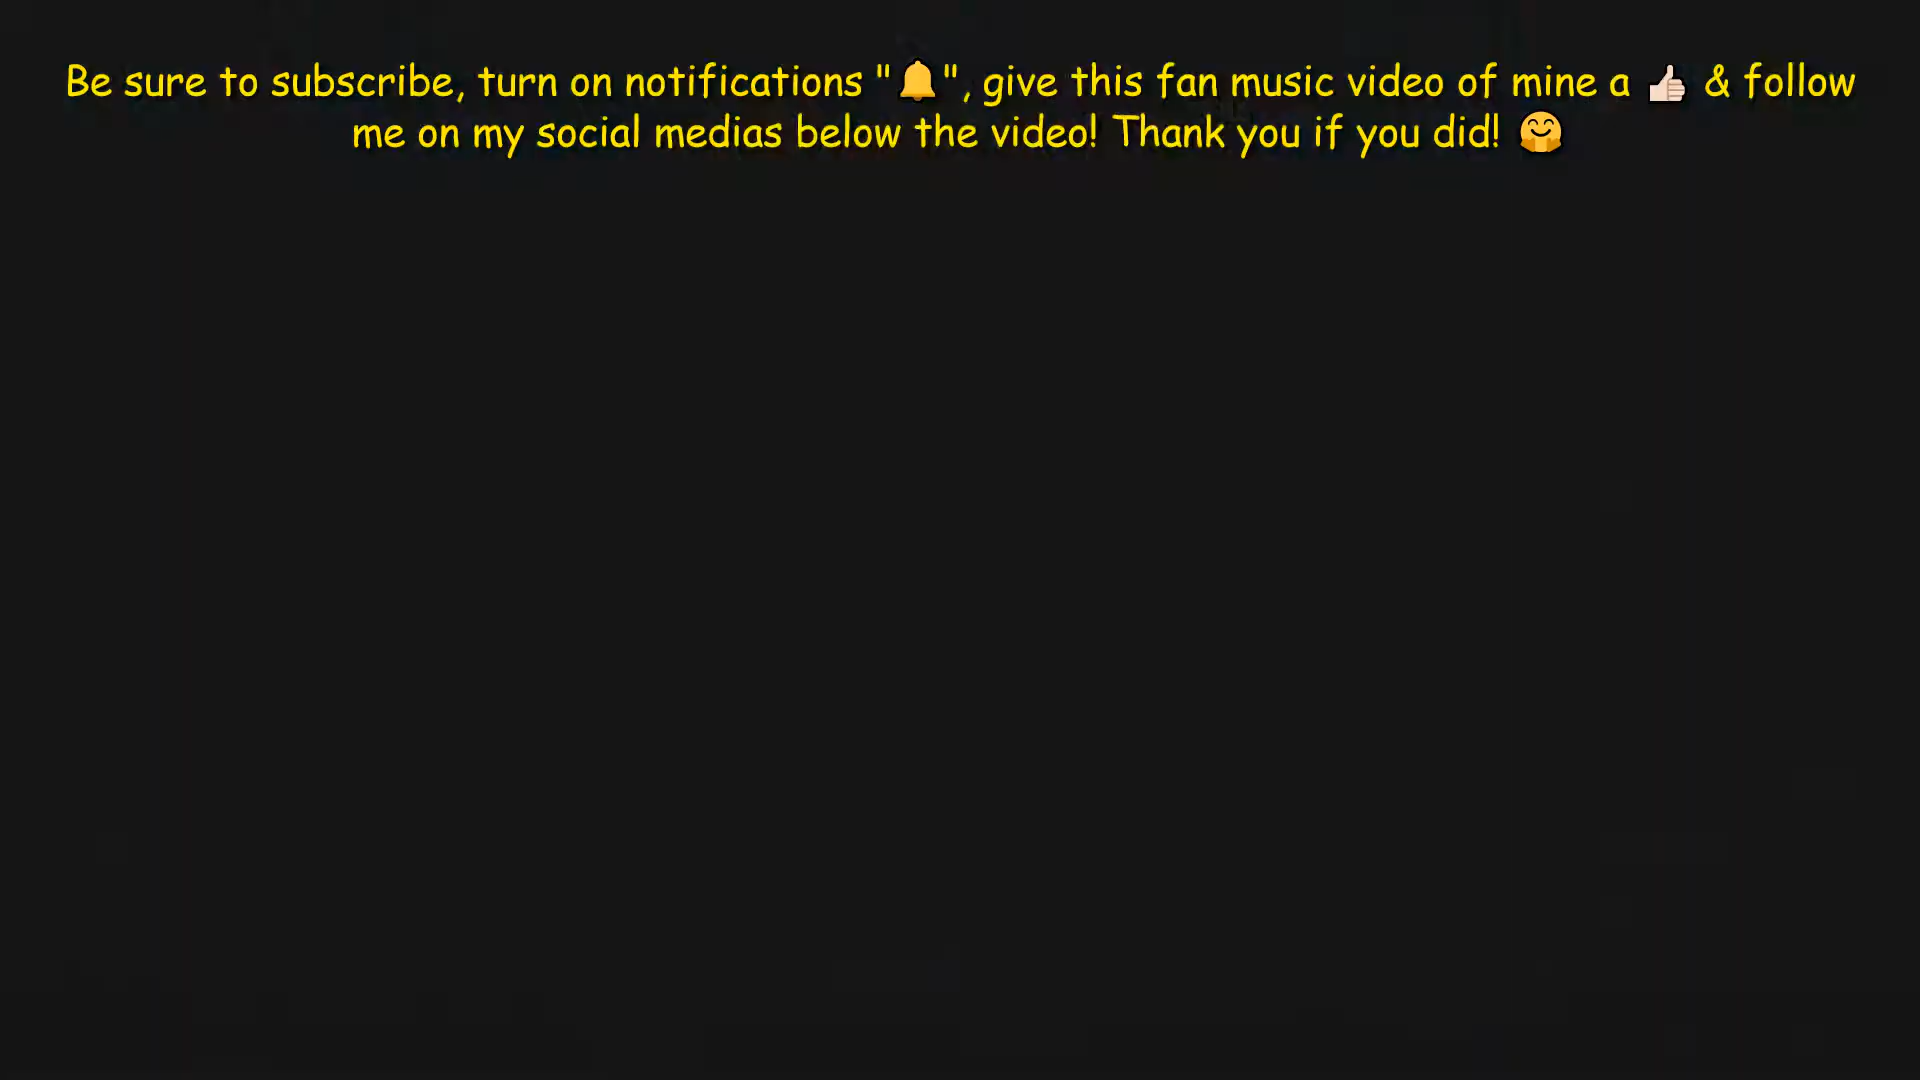 Be sure to subscribe, turn on notifications "🔔", give this fan music video of mine a 👍🏻 & follow
me on my social medias below the video! Thank you if you did! 🤗